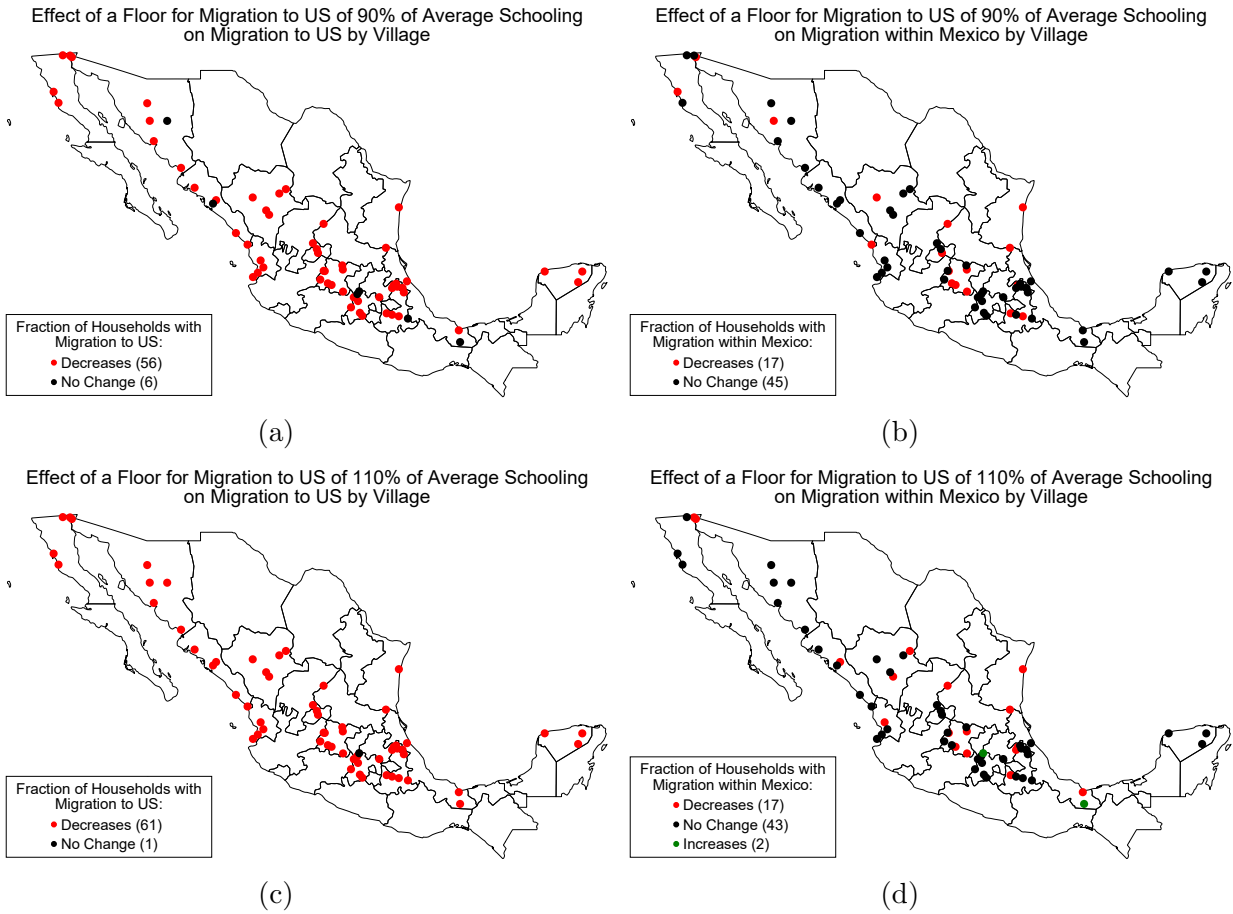 Effect of a Floor for Migration to US of 90% of Average Schooling
on Migration to US by Village
Fraction of Households with
Migration to US:
Decreases (56)
No Change (6)
(a)
Effect of a Floor for Migration to US of 90% of Average Schooling
on Migration within Mexico by Village
Fraction of Households with
Migration within Mexico:
Decreases (17)
No Change (45)
(b)
Effect of a Floor for Migration to US of 110% of Average Schooling
on Migration to US by Village
Fraction of Households with
Migration to US:
Decreases (61)
No Change (1)
(c)
Effect of a Floor for Migration to US of 110% of Average Schooling
on Migration within Mexico by Village
Fraction of Households with
Migration within Mexico:
Decreases (17)
No Change (43)
Increases (2)
(d)